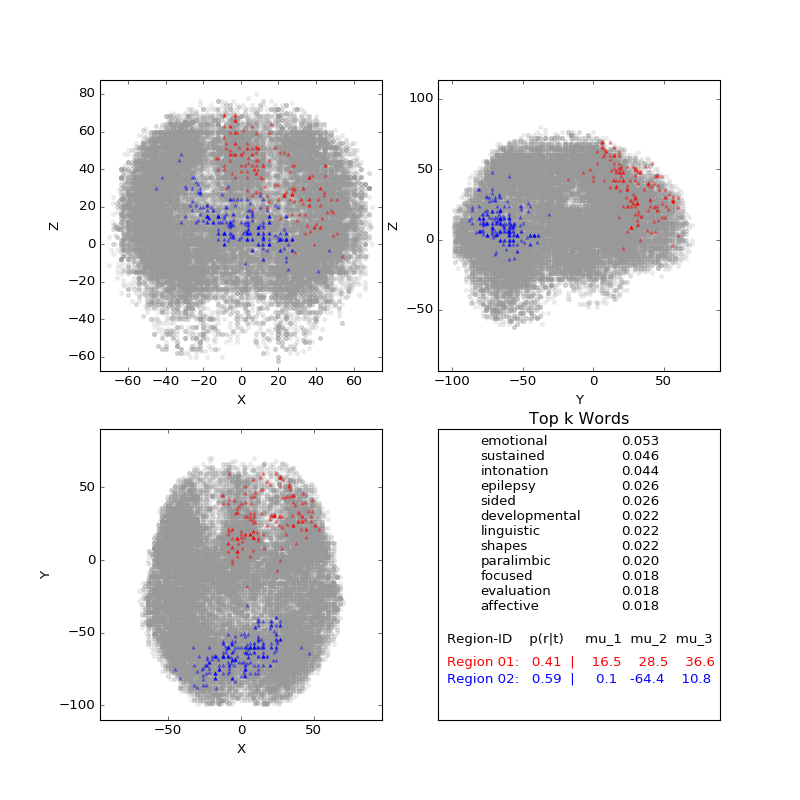 80
60
40
20
0
−20
−40
−60
Z
−60 −40 −20 0 20 40 60
X
100
50
0
−50
Z
−100 −50 0 50
Y
50
0
−50
−100
Y
−50 0 50
X
Top k Words
emotional 0.053
sustained 0.046
intonation 0.044
epilepsy 0.026
sided 0.026
developmental 0.022
linguistic 0.022
shapes 0.022
paralimbic 0.020
focused 0.018
evaluation 0.018
affective 0.018
Region-ID p(r|t) mu_1 mu_2 mu_3
Region 01: 0.41 | 16.5 28.5 36.6
Region 02: 0.59 | 0.1 -64.4 10.8